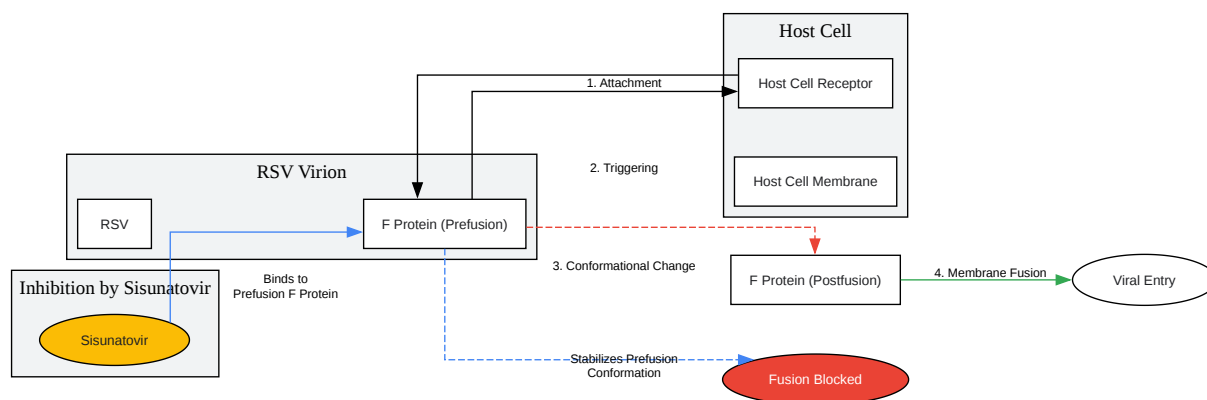 Host Cell
Host Cell Receptor
1. Attachment
Host Cell Membrane
2. Triggering
RSV Virion
RSV
F Protein (Prefusion)
3. Conformational Change
F Protein (Postfusion)
4. Membrane Fusion
Viral Entry
Binds to
Prefusion F Protein
Inhibition by Sisunatovir
Sisunatovir
Stabilizes Prefusion
Conformation
Fusion Blocked